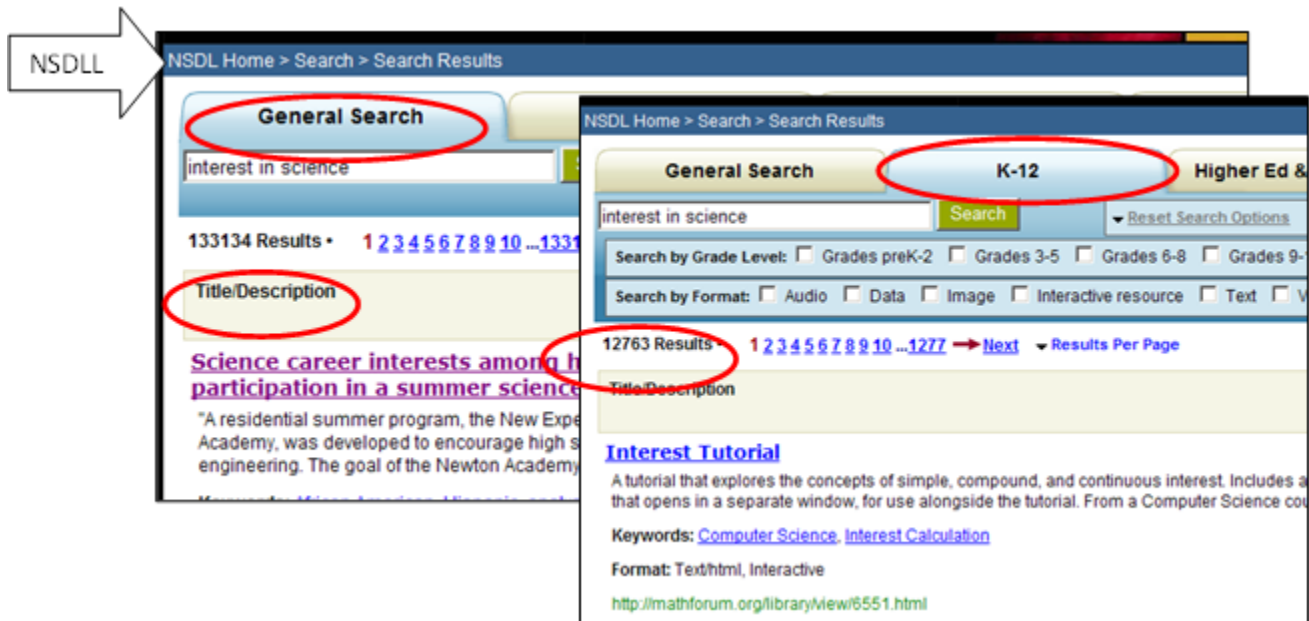 NSDLL
NSDL Home > Search > Search Results
General Search
interest in science
133134 Results • 1 2 3 4 5 6 7 8 9 10 ...1331
Title/Description
Science career interests among h
participation in a summer science
"A residential summer program, the New Expe
Academy, was developed to encourage high s
engineering. The goal of the Newton Academy
NSDL Home > Search > Search Results
General Search K-12 Higher Ed &
interest in science Search Reset Search Options
Search by Grade Level: Grades preK-2 Grades 3-5 Grades 6-8 Grades 9-
Search by Format: Audio Data Image Interactive resource Text
12763 Results • 1 2 3 4 5 6 7 8 9 10 ...1277 Next Results Per Page
Title/Description
Interest Tutorial
A tutorial that explores the concepts of simple, compound, and continuous interest. Includes a
that opens in a separate window, for use alongside the tutorial. From a Computer Science cou
Keywords: Computer Science, Interest Calculation
Format: Text/html, Interactive
http://mathforum.org/library/view/6551.html